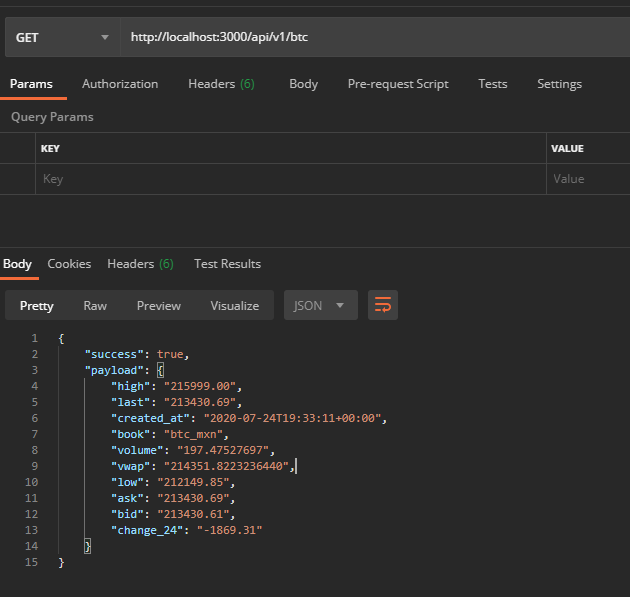 GET http://localhost:3000/api/v1/btc
Params Authorization Headers (6) Body Pre-request Script Tests Settings
Query Params
KEY VALUE
Key Value
Body Cookies Headers (6) Test Results
Pretty Raw Preview Visualize JSON
1 {
2 "success": true,
3 "payload": {
4 "high": "215999.00",
5 "last": "213430.69",
6 "created_at": "2020-07-24T19:33:11+00:00",
7 "book": "btc_mxn",
8 "volume": "197.47527697",
9 "vwap": "214351.8223236440",
10 "low": "212149.85",
11 "ask": "213430.69",
12 "bid": "213430.61",
13 "change_24": "-1869.31"
14 }
15 }